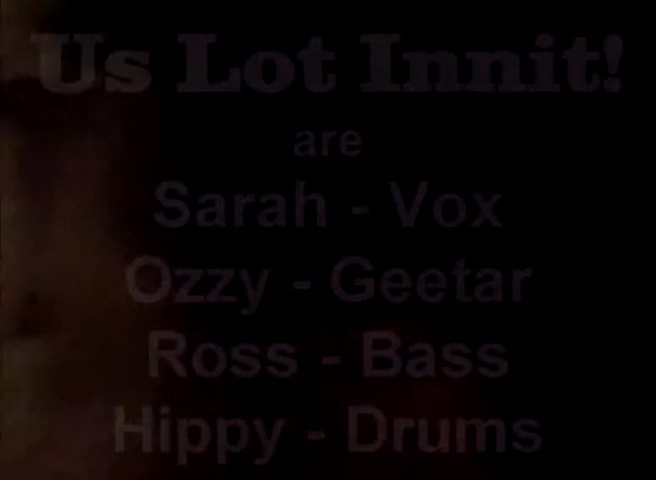 Us Lot Innit!
are
Sarah - Vox
Ozzy - Geetar
Ross - Bass
Hippy - Drums